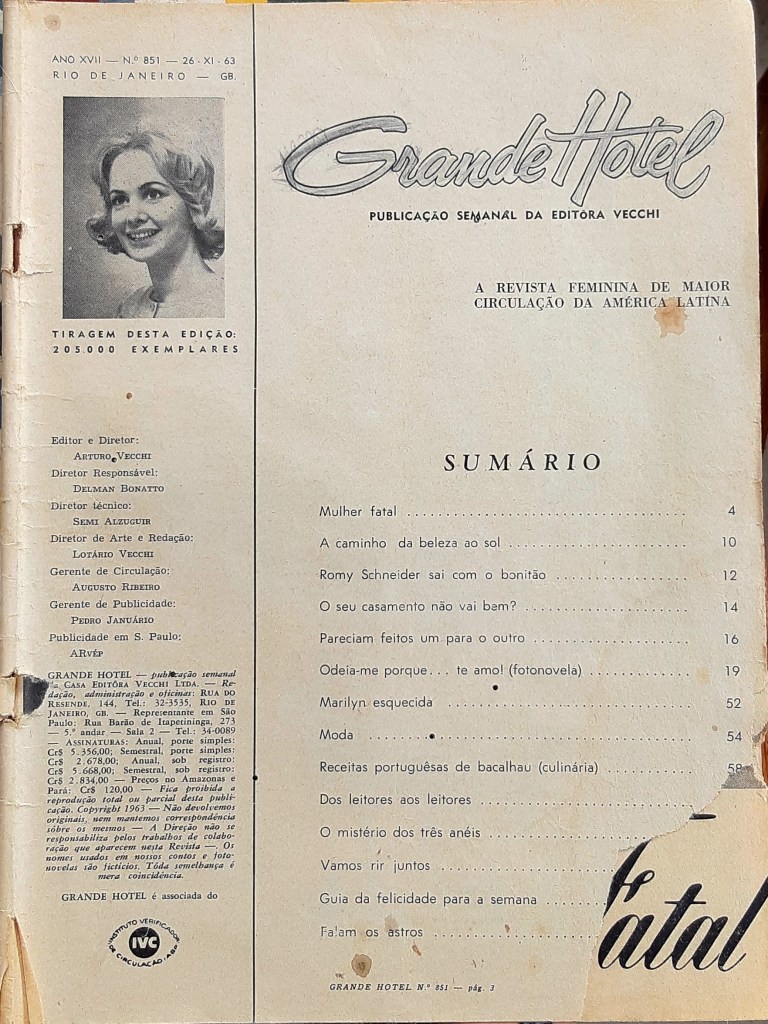 ANO XVII — N.º 851 — 26 - XI - 63
RIO DE JANEIRO — GB.
TIRAGEM DESTA EDIÇÃO:
205.000 EXEMPLARES
Editor e Diretor:
ARTURO VECCHI
Diretor Responsável:
DELMAN BONATTO
Diretor técnico:
SEMI ALZUGUIR
Diretor de Arte e Redação:
LOTÁRIO VECCHI
Gerente de Circulação:
AUGUSTO RIBEIRO
Gerente de Publicidade:
PEDRO JANUÁRIO
Publicidade em S. Paulo:
ARVÊP
GRANDE HOTEL — publicação semanal
da CASA EDITÔRA VECCHI LTDA. — Re-
dação, administração e oficinas: RUA DO
RESENDE, 144, Tel.: 32-3535, RIO DE
JANEIRO, GB. — Representante em São
Paulo: Rua Barão de Itapetininga, 273
— 5.º andar — Sala 2 — Tel.: 34-0089
— ASSINATURAS: Anual, porte simples:
Cr$ 5.356,00; Semestral, porte simples:
Cr$ 2.678,00; Anual, sob registro:
Cr$ 5.668,00; Semestral, sob registro:
Cr$ 2.834,00 — Preços no Amazonas e
Pará: Cr$ 120,00 — Fica proibida a
reprodução total ou parcial desta publi-
cação. Copyright 1963 — Não devolvemos
originais, nem mantemos correspondência
sôbre os mesmos — A Direção não se
responsabiliza pelos trabalhos de colabo-
ração que aparecem nesta Revista —. Os
nomes usados em nossos contos e foto-
novelas são fictícios. Tôda semelhança é
mera coincidência.
GRANDE HOTEL é associada do
INSTITUTO VERIFICADOR
IVC
DE CIRCULAÇÃO
Grande Hotel
PUBLICAÇÃO SEMANAL DA EDITÔRA VECCHI
A REVISTA FEMININA DE MAIOR
CIRCULAÇÃO DA AMÉRICA LATINA
SUMÁRIO
Mulher fatal ........ 4
A caminho da beleza ao sol ........ 10
Romy Schneider sai com o bonitão ........ 12
O seu casamento não vai bem? ........ 14
Pareciam feitos um para o outro ........ 16
Odeia-me porque... te amo! (fotonovela) ........ 19
Marilyn esquecida ........ 52
Moda ........ 54
Receitas portuguêsas de bacalhau (culinária) ........ 58
Dos leitores aos leitores ........
O mistério dos três anéis ........
Vamos rir juntos ........
Guia da felicidade para a semana ........
Falam os astros ........
atal
GRANDE HOTEL N.º 851 — pág. 3